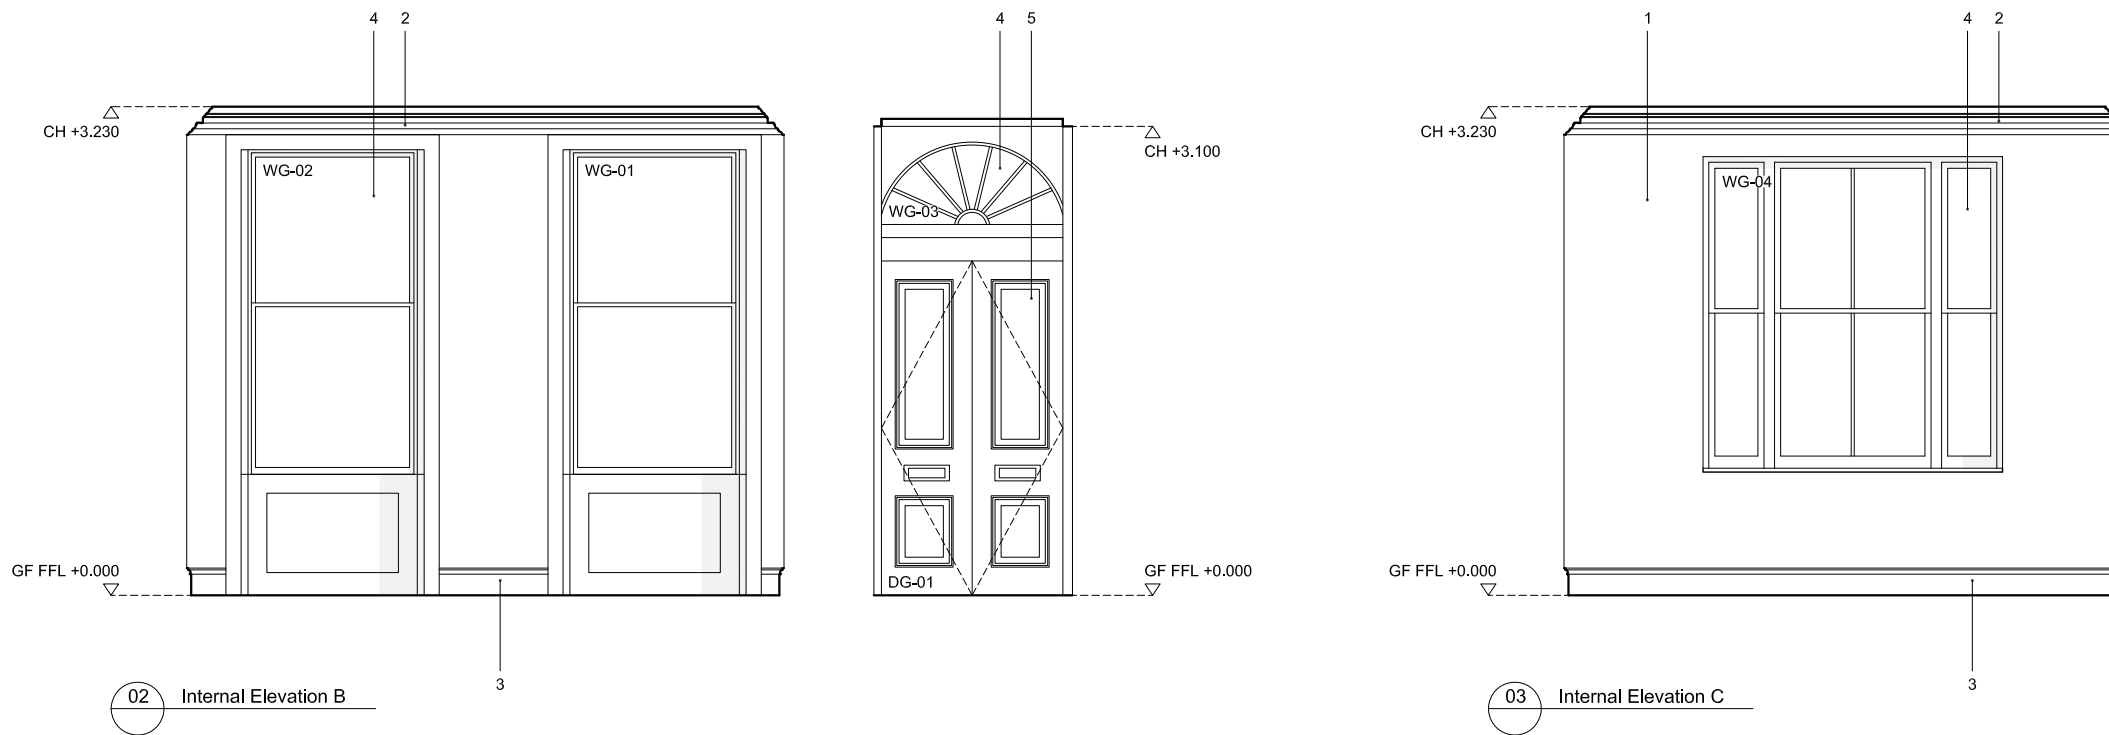 4 2
CH +3.230
WG-02
WG-01
GF FFL +0.000
3
02 Internal Elevation B
4 5
CH +3.100
WG-03
DG-01
GF FFL +0.000
1 4 2
CH +3.230
WG-04
GF FFL +0.000
3
03 Internal Elevation C